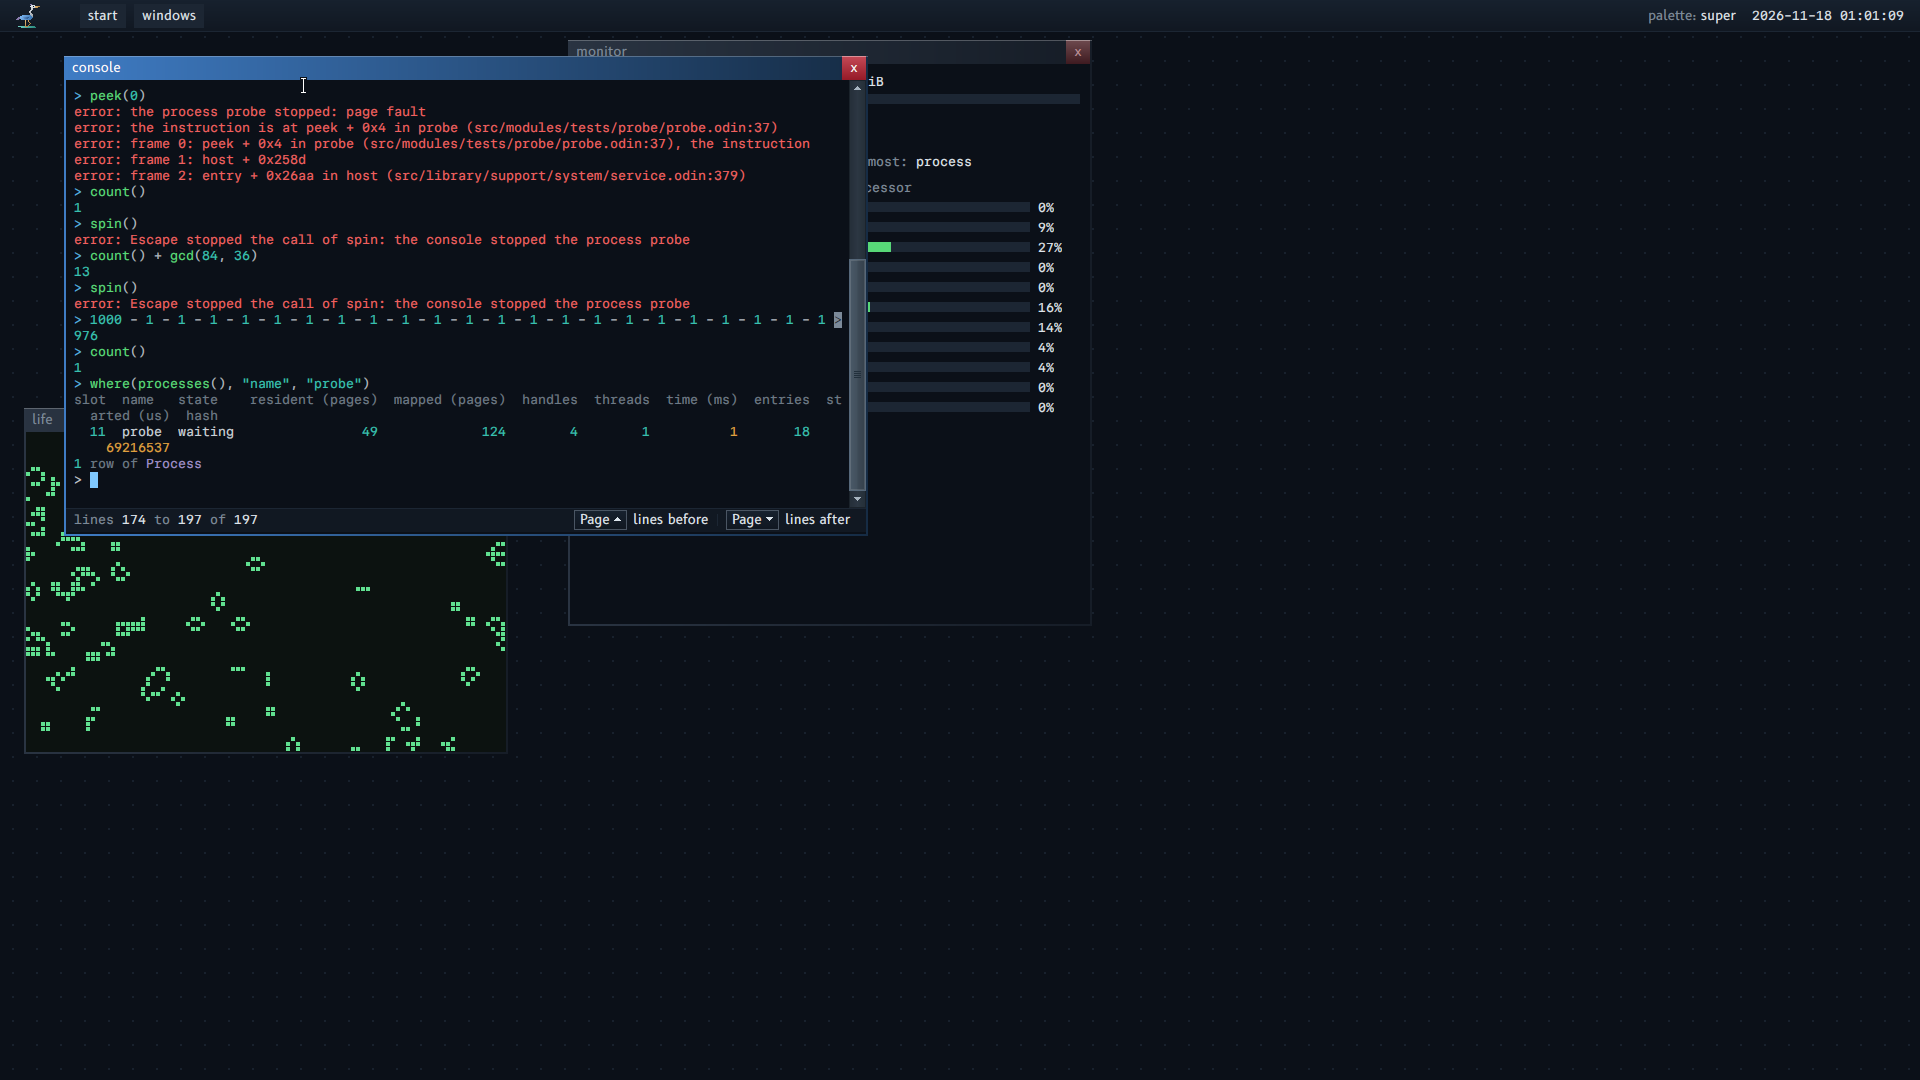 start windows palette: super 2026-11-18 01:01:09
monitor x
console x
iB
> peek(0)
error: the process probe stopped: page fault
error: the instruction is at peek + 0x4 in probe (src/modules/tests/probe/probe.odin:37)
error: frame 0: peek + 0x4 in probe (src/modules/tests/probe/probe.odin:37), the instruction
error: frame 1: host + 0x258d
error: frame 2: entry + 0x26aa in host (src/library/support/system/service.odin:379)
> count()
1
> spin()
error: Escape stopped the call of spin: the console stopped the process probe
> count() + gcd(84, 36)
13
> spin()
error: Escape stopped the call of spin: the console stopped the process probe
> 1000 - 1 - 1 - 1 - 1 - 1 - 1 - 1 - 1 - 1 - 1 - 1 - 1 - 1 - 1 - 1 - 1 - 1 - 1 - 1 - 1 - 1 - 1 >
976
> count()
1
> where(processes(), "name", "probe")
slot name state resident (pages) mapped (pages) handles threads time (ms) entries st
arted (us) hash
11 probe waiting 49 124 4 1 1 18
69216537
1 row of Process
>
lines 174 to 197 of 197 Page lines before Page lines after
most: process
cessor
0%
9%
27%
0%
0%
16%
14%
4%
4%
0%
0%
life